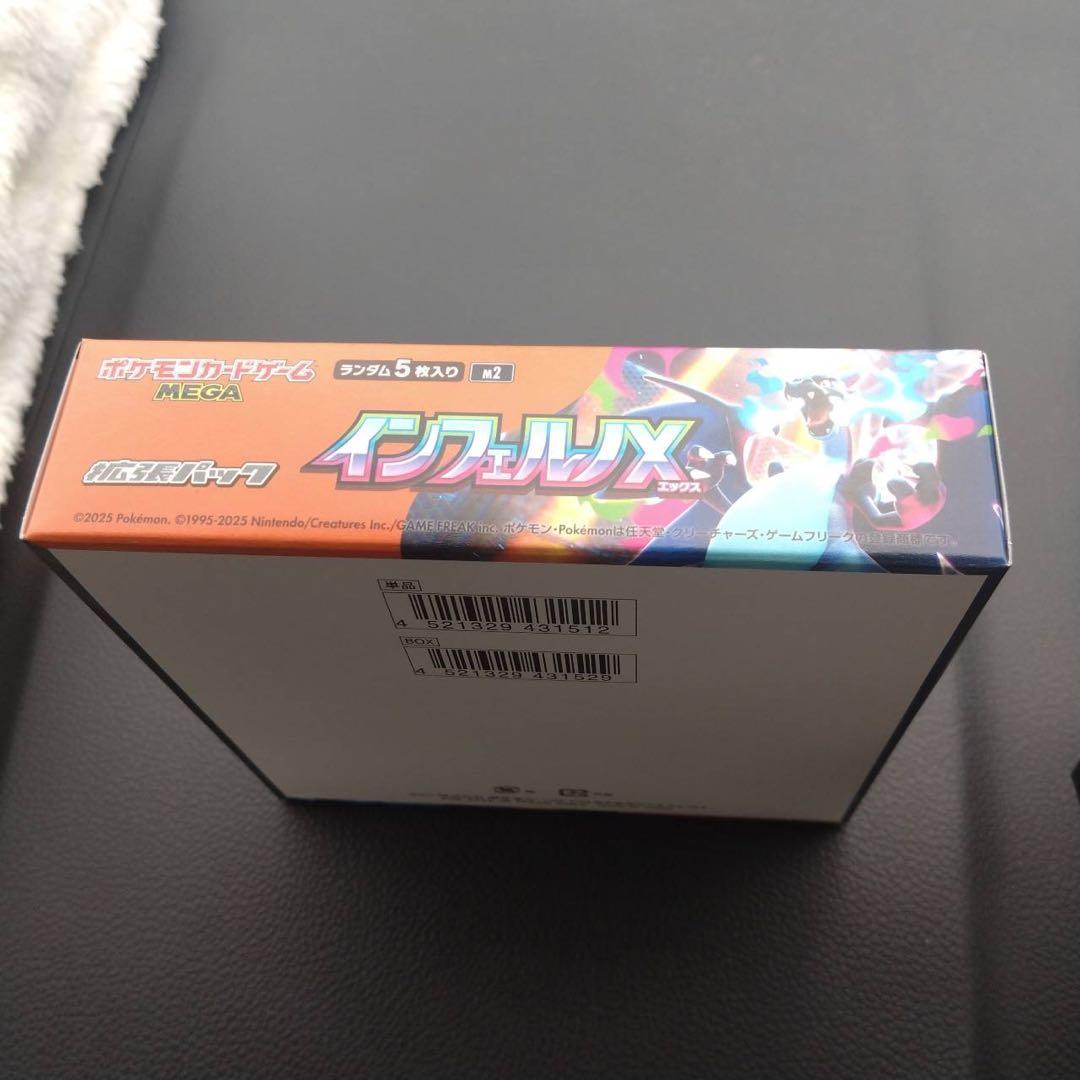 ポケモンカードゲーム
MEGA
ランダム5枚入り
M2
拡張パック
インフェルノX
エックス
©2025 Pokémon. ©1995-2025 Nintendo/Creatures Inc./GAME FREAK inc. ポケモン・Pokémonは任天堂・クリーチャーズ・ゲームフリークの登録商標です。
単品
4 521329 431512
BOX
4 521329 431529